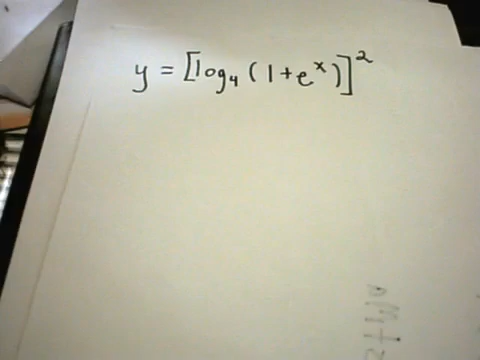 y = [log₄(1+eˣ)]²